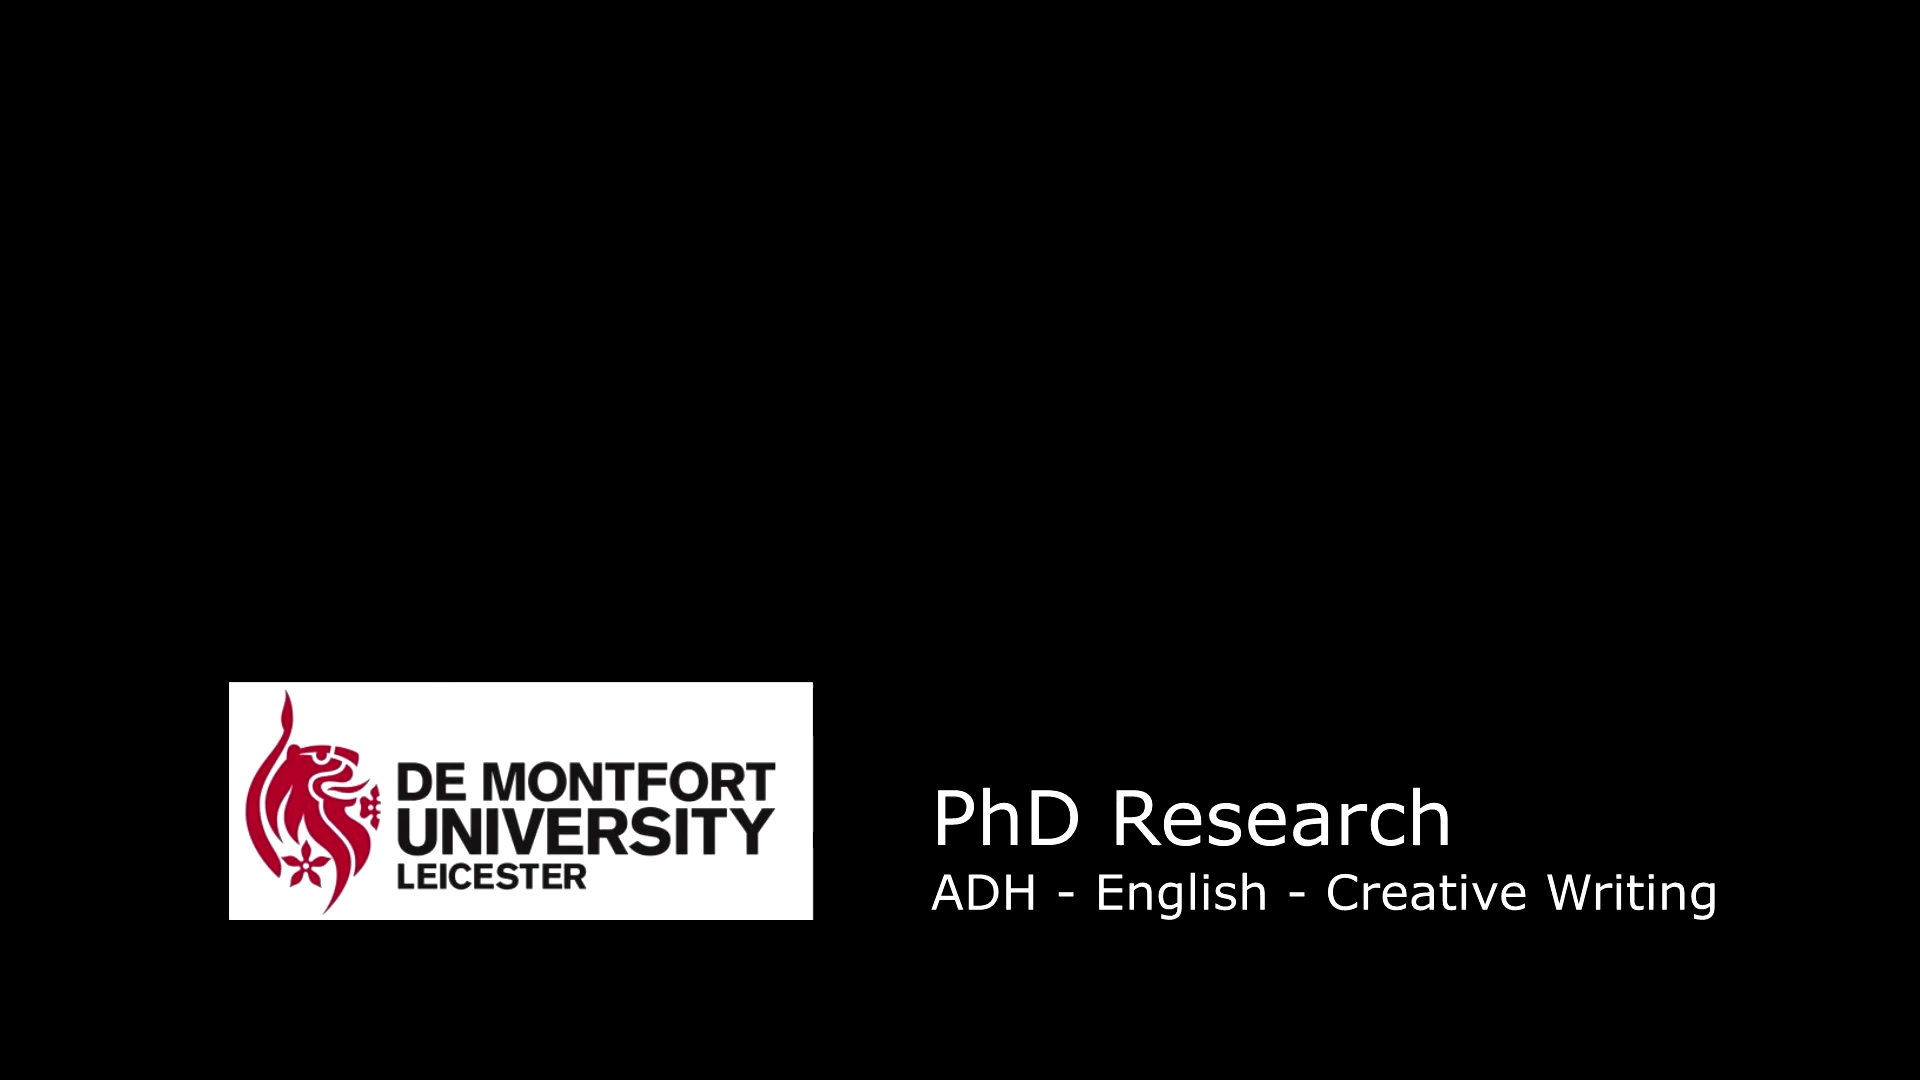 DE MONTFORT
UNIVERSITY
LEICESTER
PhD Research
ADH - English - Creative Writing